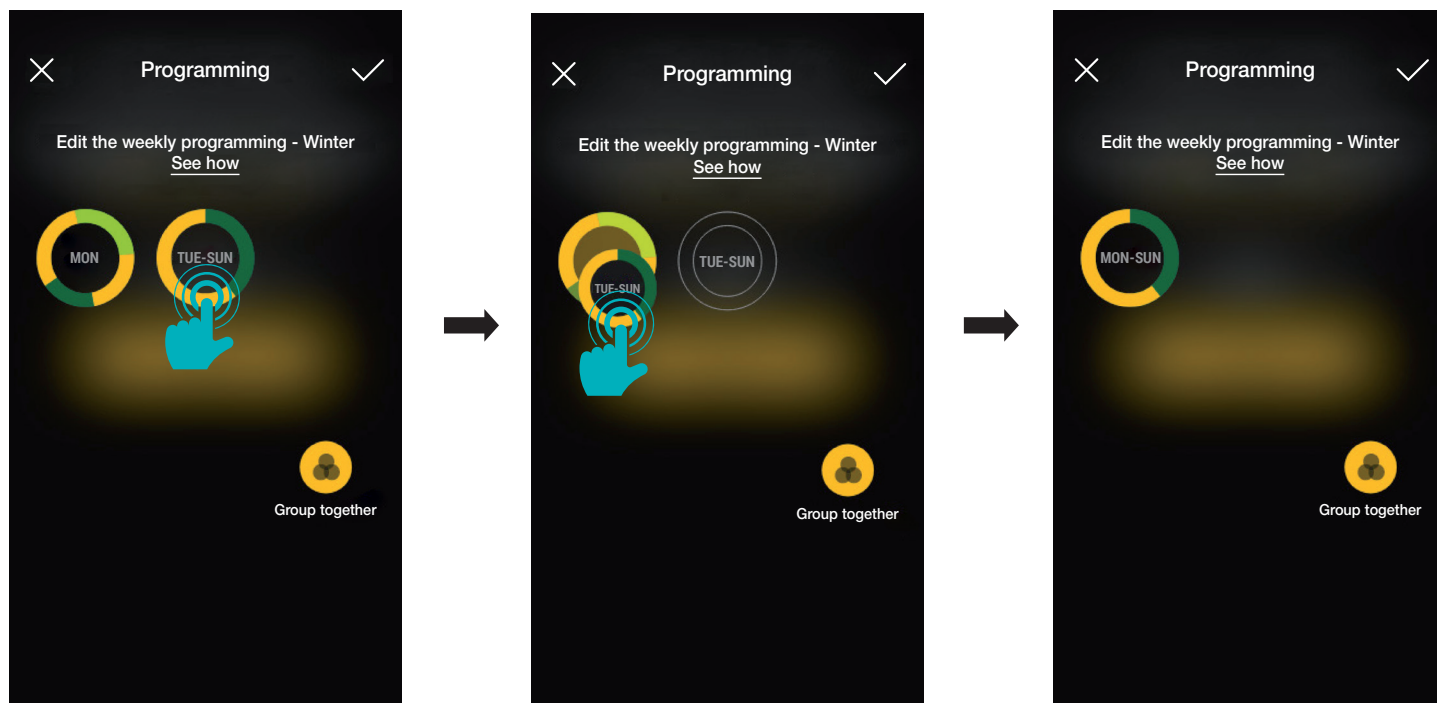 Programming
Edit the weekly programming - Winter
See how
MON
TUE-SUN
Group together
Programming
Edit the weekly programming - Winter
See how
TUE-SUN
TUE-SUN
Group together
Programming
Edit the weekly programming - Winter
See how
MON-SUN
Group together